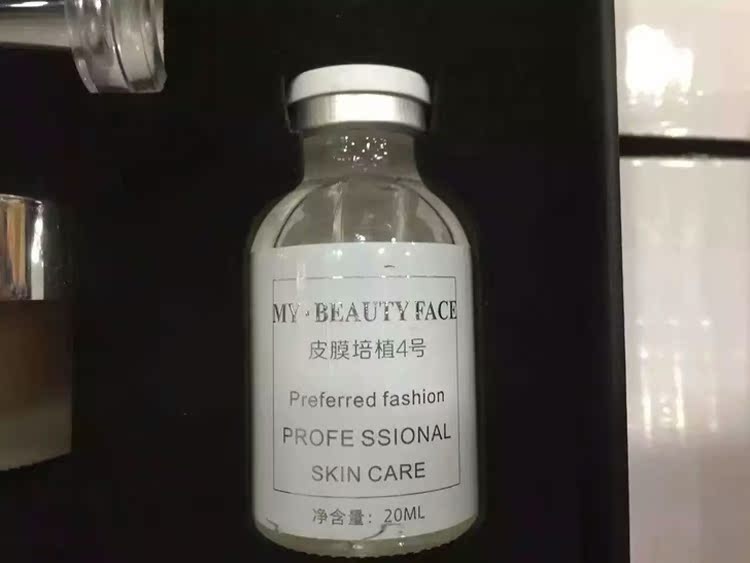 MY·BEAUTY FACE
皮膜培植4号
Preferred fashion
PROFE SSIONAL
SKIN CARE
净含量：20ML